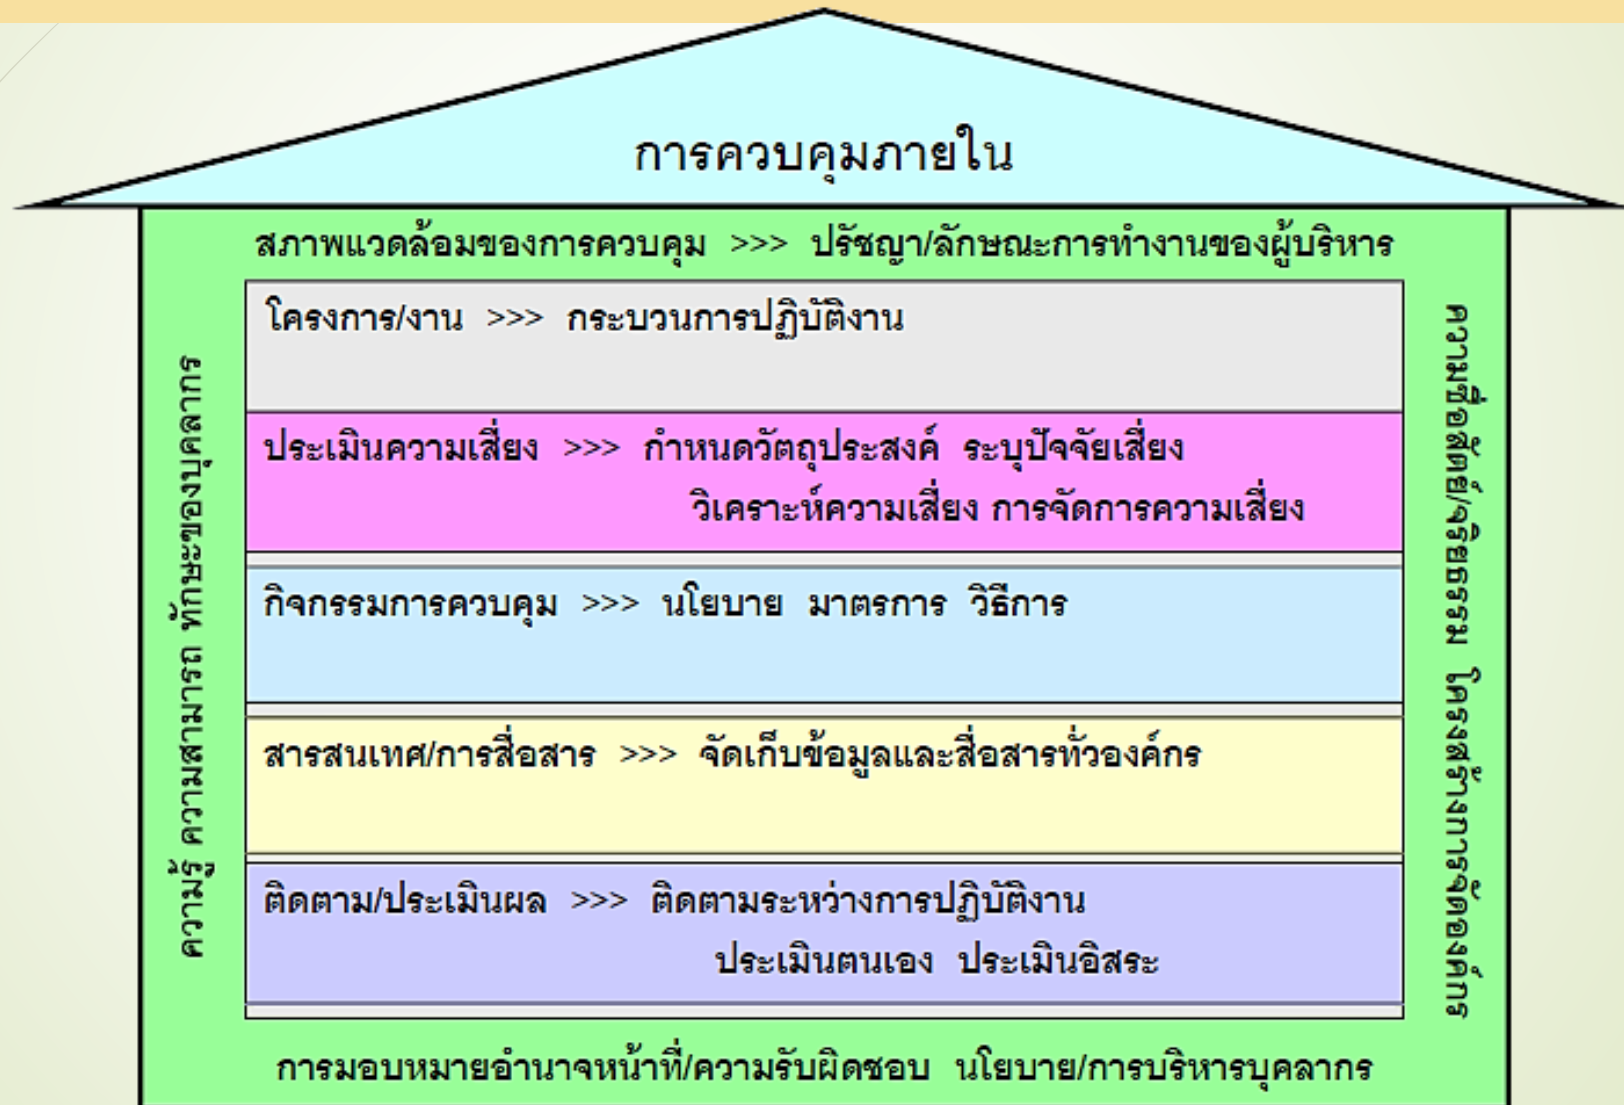 การควบคุมภายใน
สภาพแวดล้อมของการควบคุม >>> ปรัชญา/ลักษณะการทำงานของผู้บริหาร
ความรู้ ความสามารถ ทักษะของบุคลากร
โครงการ/งาน >>> กระบวนการปฏิบัติงาน
ประเมินความเสี่ยง >>> กำหนดวัตถุประสงค์ ระบุปัจจัยเสี่ยง
วิเคราะห์ความเสี่ยง การจัดการความเสี่ยง
กิจกรรมการควบคุม >>> นโยบาย มาตรการ วิธีการ
สารสนเทศ/การสื่อสาร >>> จัดเก็บข้อมูลและสื่อสารทั่วองค์กร
ติดตาม/ประเมินผล >>> ติดตามระหว่างการปฏิบัติงาน
ประเมินตนเอง ประเมินอิสระ
ความซื่อสัตย์/จริยธรรม โครงสร้างการจัดองค์กร
การมอบหมายอำนาจหน้าที่/ความรับผิดชอบ นโยบาย/การบริหารบุคลากร